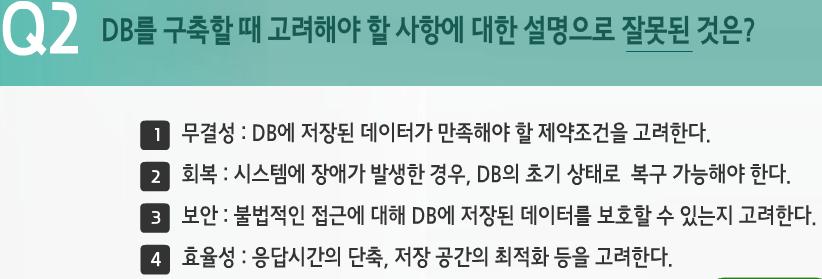 Q2 DB를 구축할 때 고려해야 할 사항에 대한 설명으로 잘못된 것은?
1 무결성 : DB에 저장된 데이터가 만족해야 할 제약조건을 고려한다.
2 회복 : 시스템에 장애가 발생한 경우, DB의 초기 상태로 복구 가능해야 한다.
3 보안 : 불법적인 접근에 대해 DB에 저장된 데이터를 보호할 수 있는지 고려한다.
4 효율성 : 응답시간의 단축, 저장 공간의 최적화 등을 고려한다.